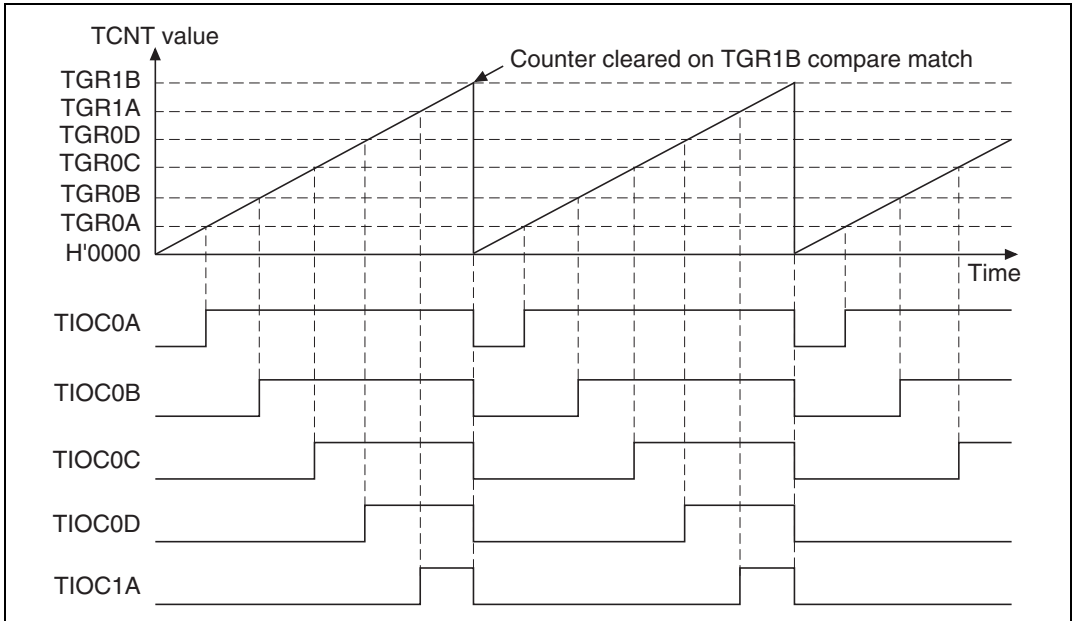 TCNT value
Counter cleared on TGR1B compare match
TGR1B
TGR1A
TGR0D
TGR0C
TGR0B
TGR0A
H'0000
Time
TIOC0A
TIOC0B
TIOC0C
TIOC0D
TIOC1A